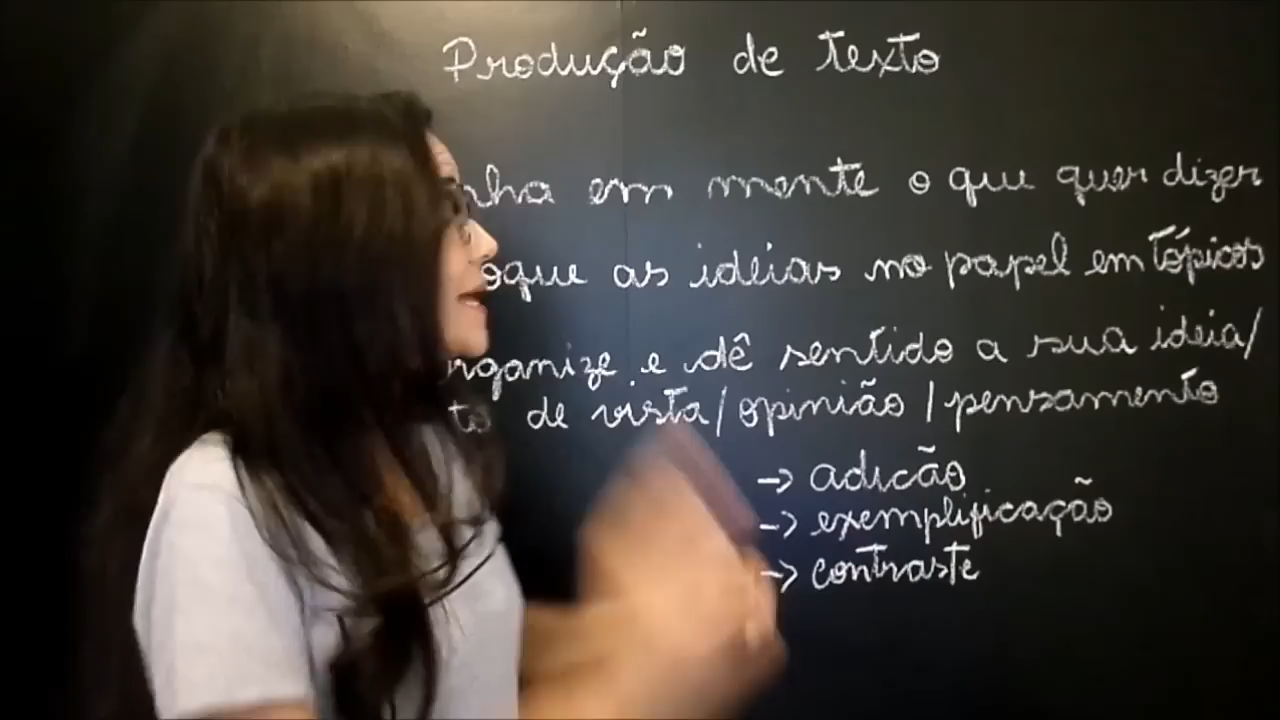 Produção de texto
nha em mente o que quer dizer
oque as ideias no papel em tópicos
rganize e dê sentido a sua ideia/
to de vista/opinião/pensamento
-> adicão
-> exemplificação
-> contraste